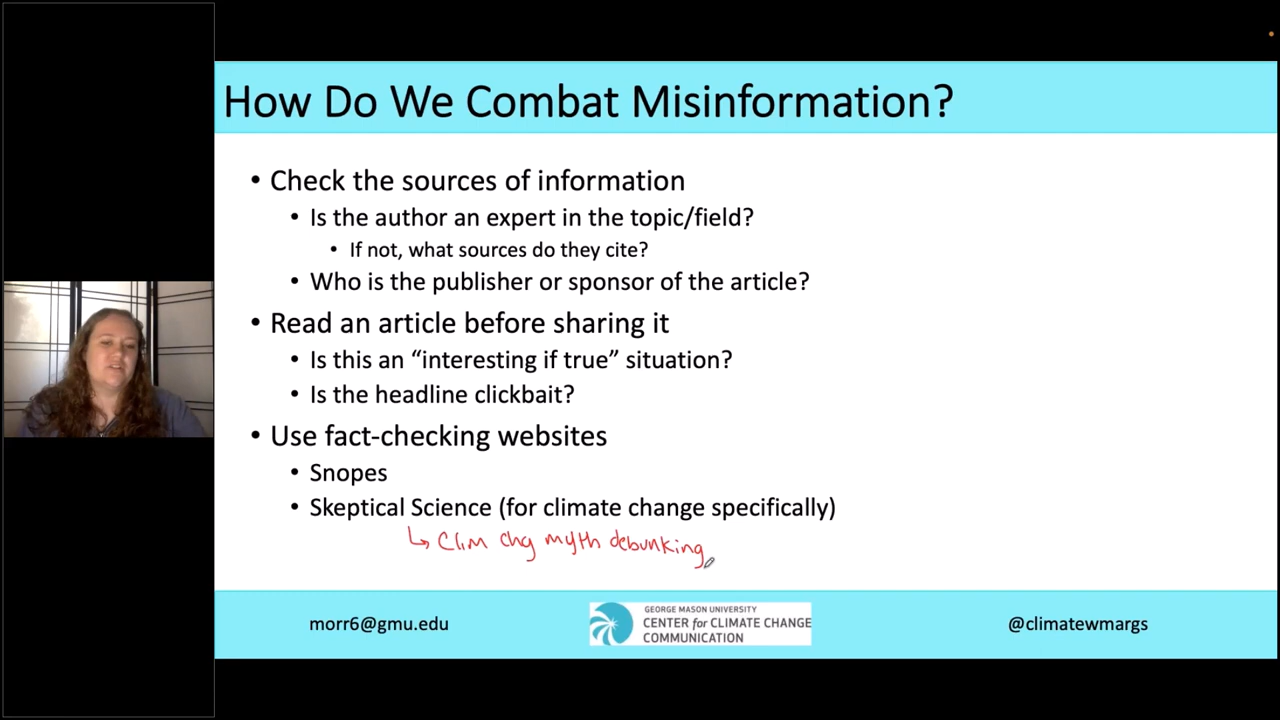 How Do We Combat Misinformation?
• Check the sources of information
• Is the author an expert in the topic/field?
• If not, what sources do they cite?
• Who is the publisher or sponsor of the article?
• Read an article before sharing it
• Is this an “interesting if true” situation?
• Is the headline clickbait?
• Use fact-checking websites
• Snopes
• Skeptical Science (for climate change specifically)
↳ Clim chg myth debunking
morr6@gmu.edu
GEORGE MASON UNIVERSITY
CENTER for CLIMATE CHANGE
COMMUNICATION
@climatewmargs